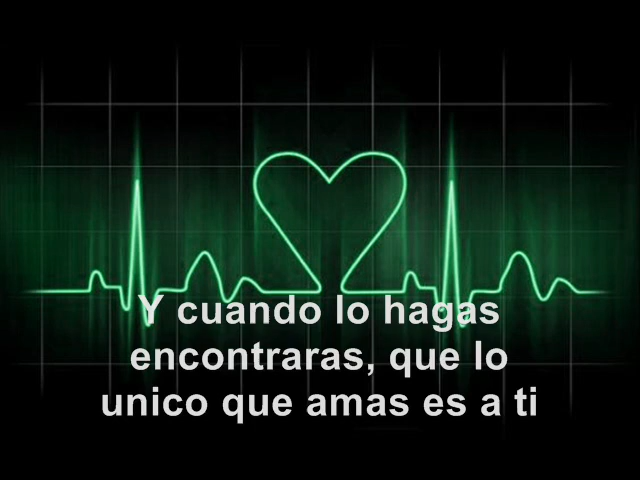 Y cuando lo hagas
encontraras, que lo
unico que amas es a ti